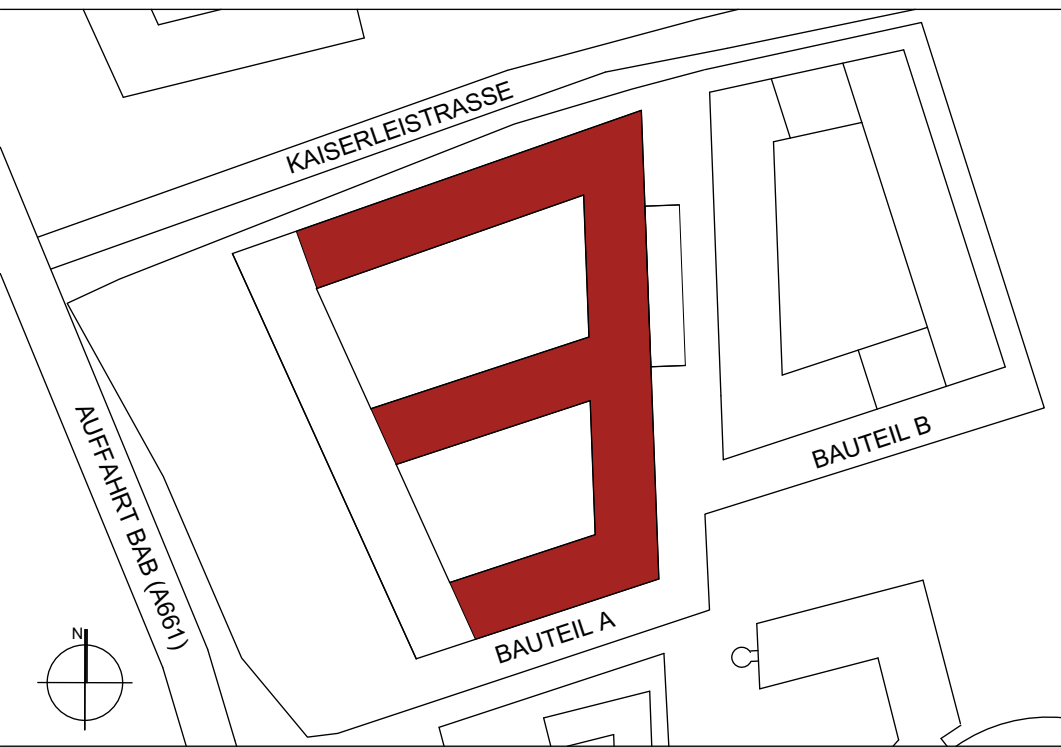 KAISERLEISTRASSE
BAUTEIL B
AUFFAHRT BAB (A661)
BAUTEIL A
N